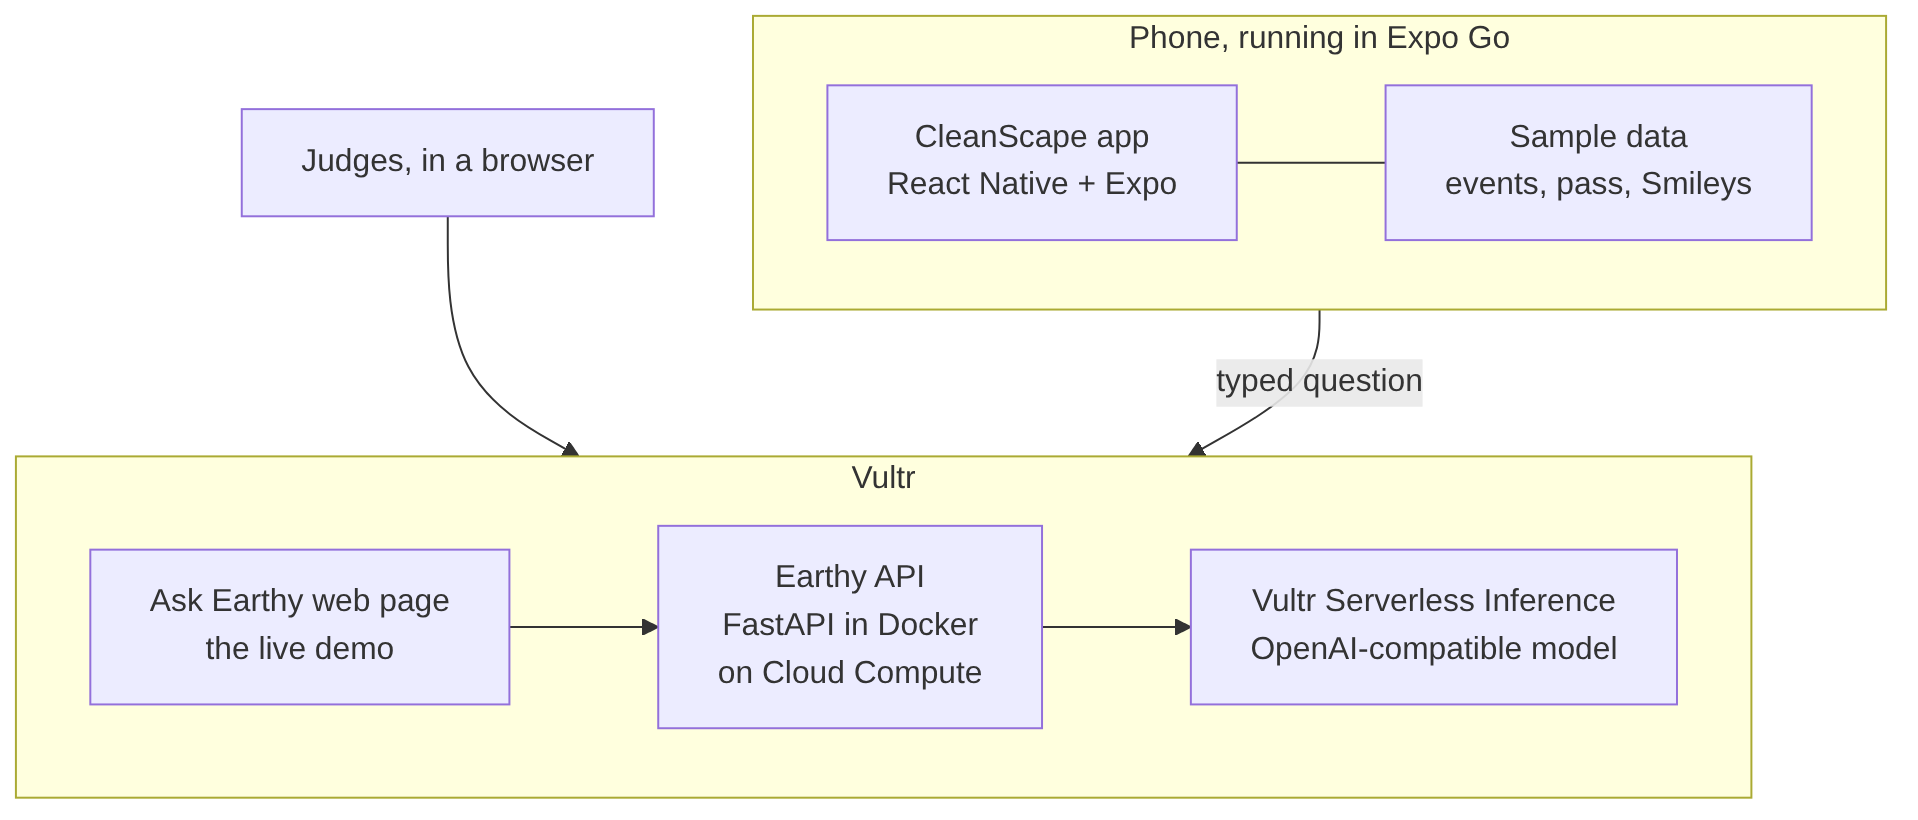 Phone, running in Expo Go
Judges, in a browser
CleanScape app
React Native + Expo
Sample data
events, pass, Smileys
typed question
Vultr
Ask Earthy web page
the live demo
Earthy API
FastAPI in Docker
on Cloud Compute
Vultr Serverless Inference
OpenAI-compatible model